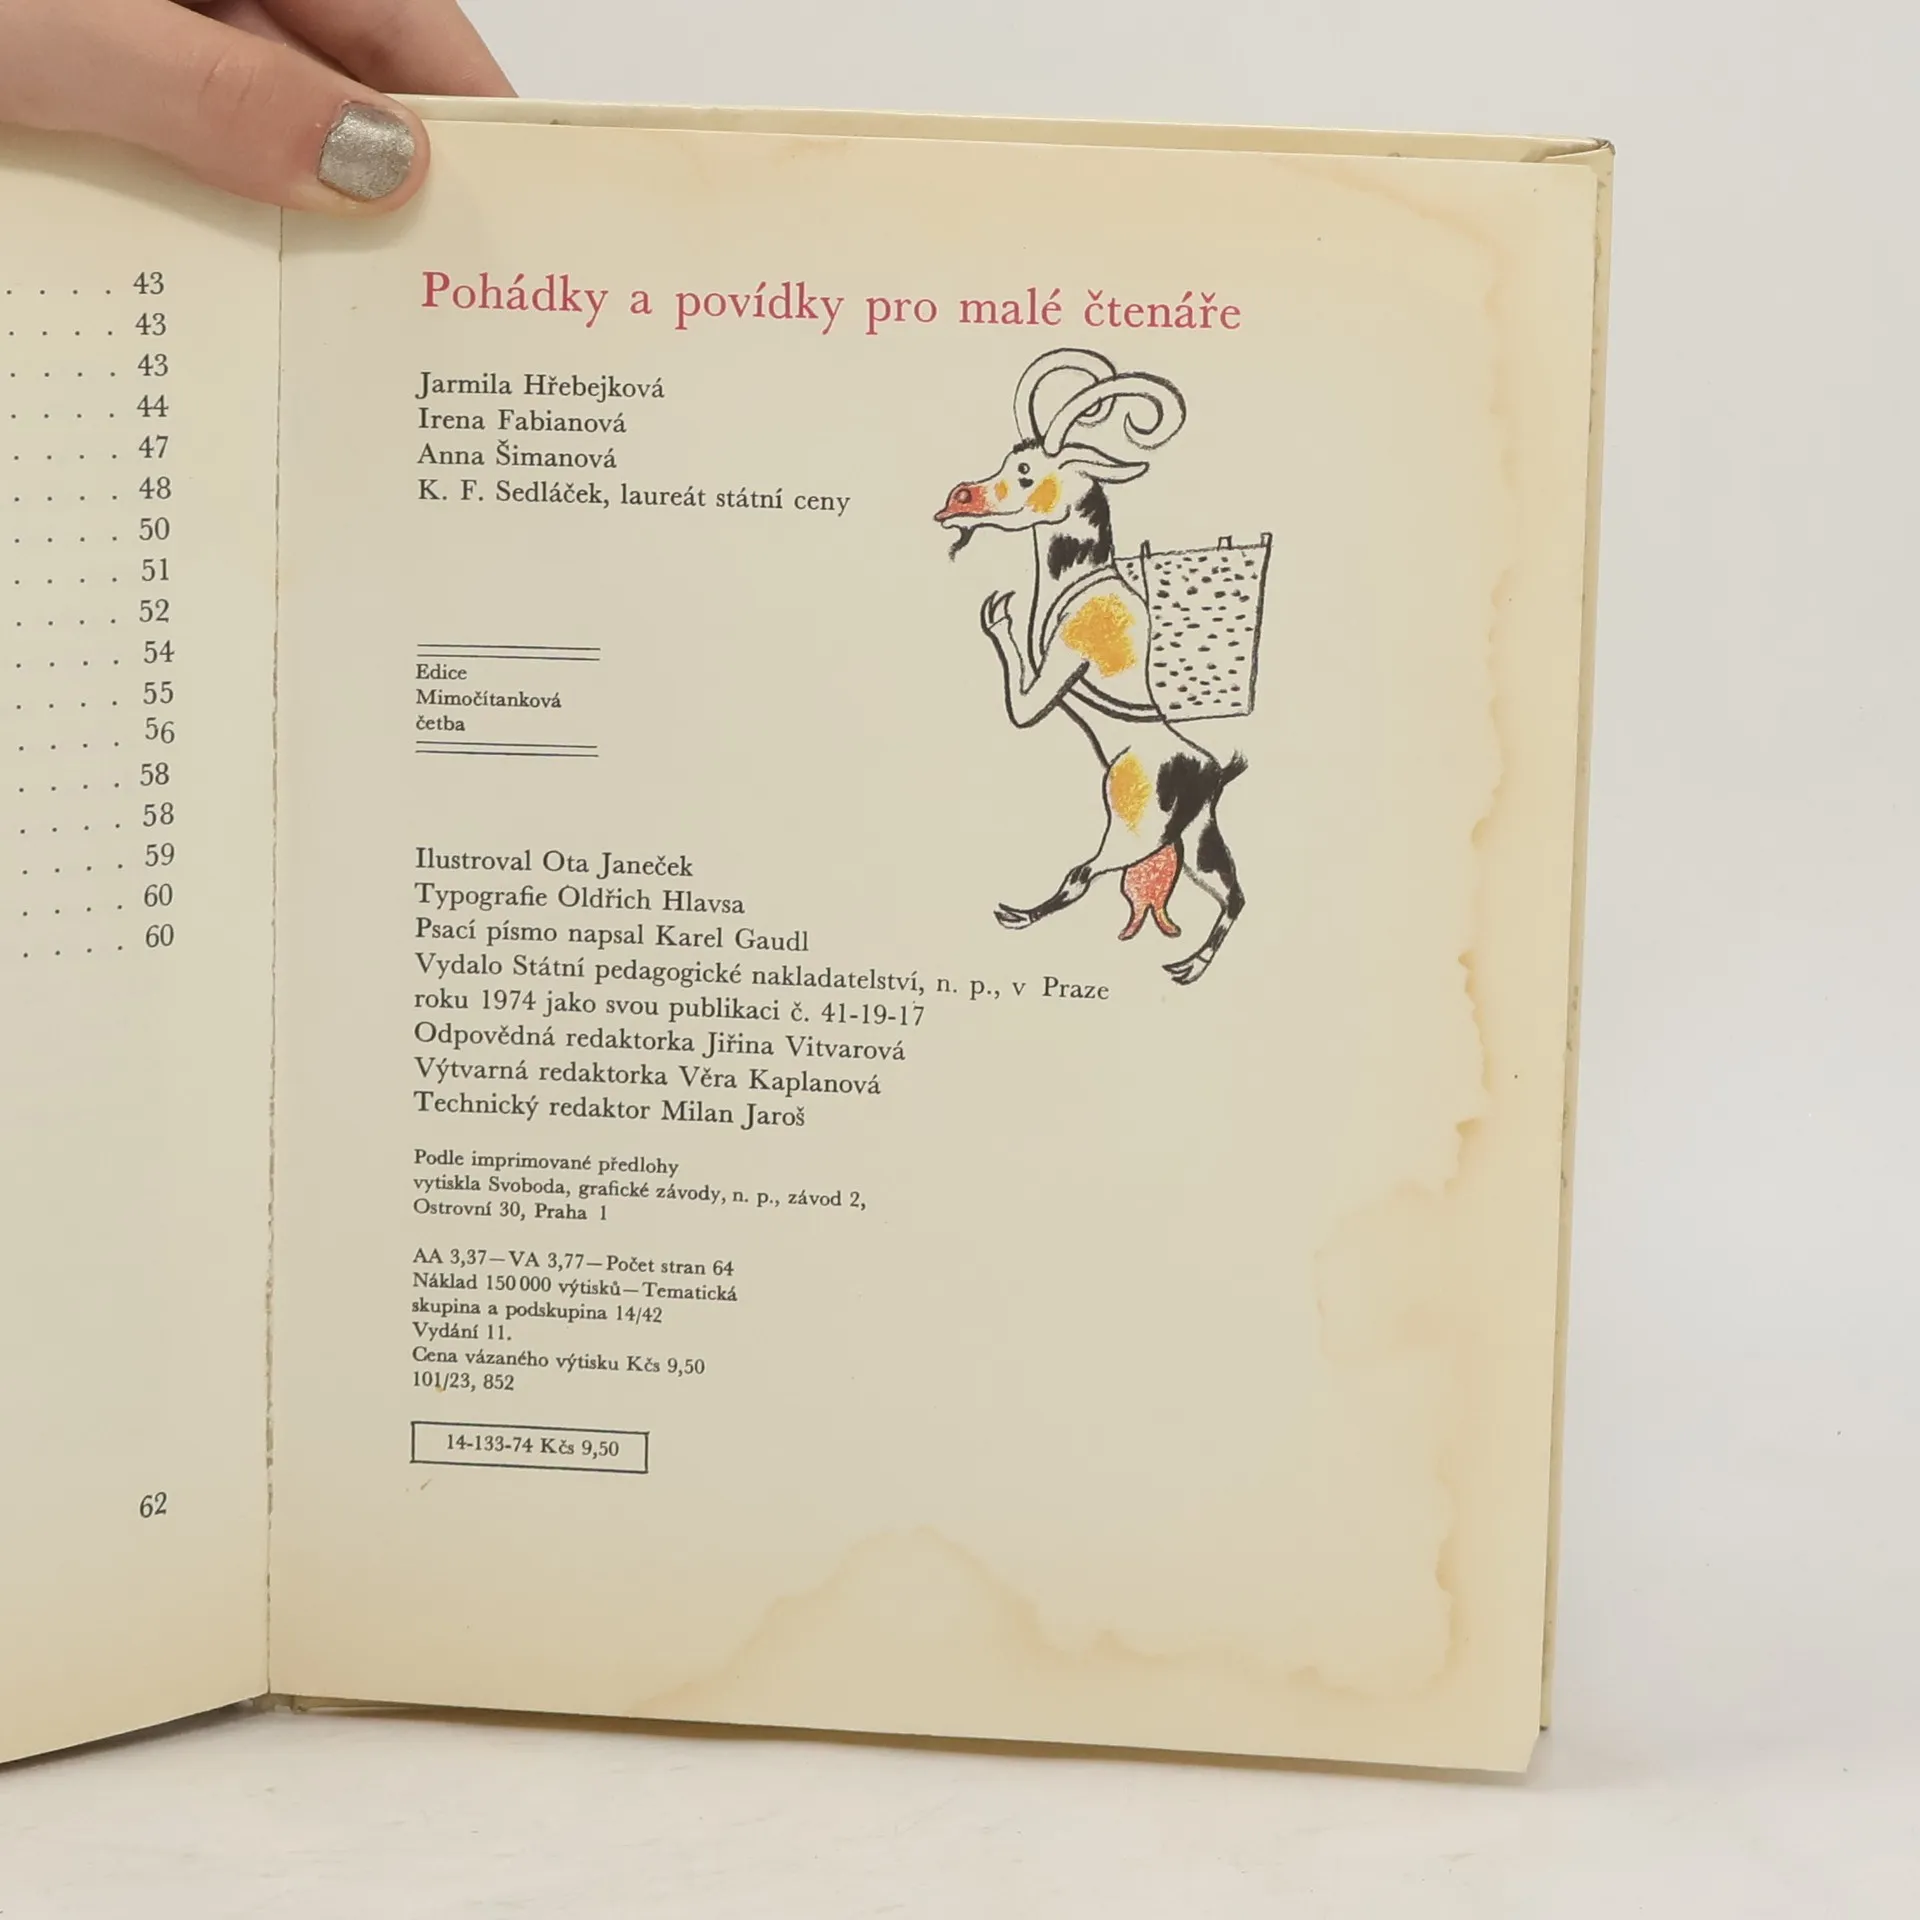 . . . . 43
. . . . 43
. . . . 43
. . . . 44
. . . . 47
. . . . 48
. . . . 50
. . . . 51
. . . . 52
. . . . 54
. . . . 55
. . . . 56
. . . . 58
. . . . 58
. . . . 59
. . . . 60
. . . . 60
62
Pohádky a povídky pro malé čtenáře
Jarmila Hřebejková
Irena Fabianová
Anna Šimanová
K. F. Sedláček, laureát státní ceny
Edice
Mimočítanková
četba
Ilustroval Ota Janeček
Typografie Oldřich Hlavsa
Psací písmo napsal Karel Gaudl
Vydalo Státní pedagogické nakladatelství, n. p., v Praze
roku 1974 jako svou publikaci č. 41-19-17
Odpovědná redaktorka Jiřina Vitvarová
Výtvarná redaktorka Věra Kaplanová
Technický redaktor Milan Jaroš
Podle imprimované předlohy
vytiskla Svoboda, grafické závody, n. p., závod 2,
Ostrovní 30, Praha 1
AA 3,37—VA 3,77—Počet stran 64
Náklad 150 000 výtisků—Tematická
skupina a podskupina 14/42
Vydání 11.
Cena vázaného výtisku Kčs 9,50
101/23, 852
14-133-74 Kčs 9,50